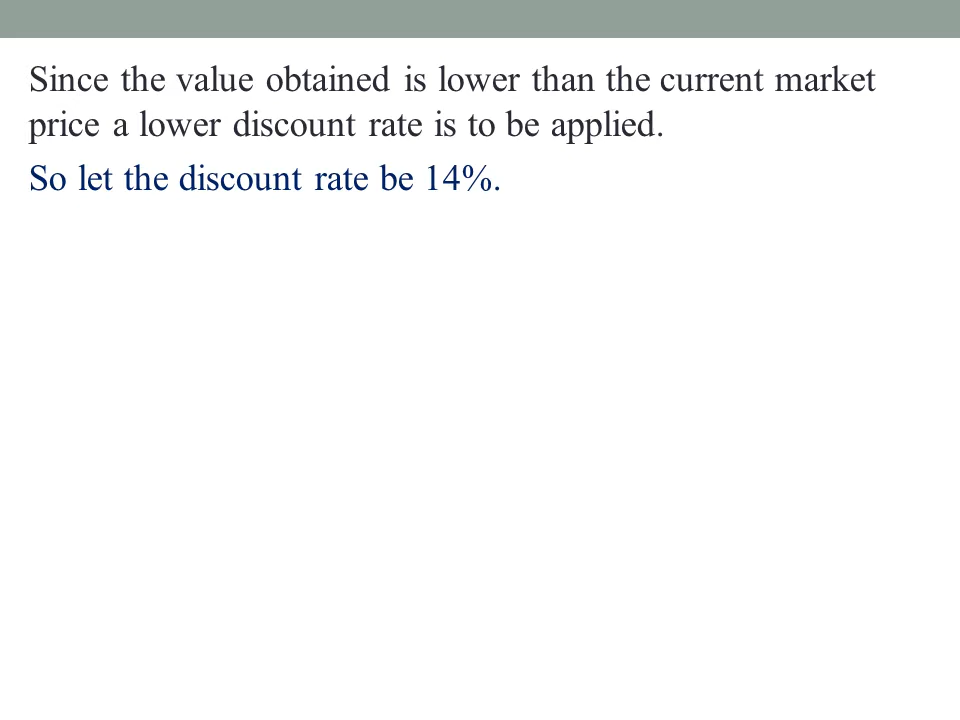 Since the value obtained is lower than the current market
price a lower discount rate is to be applied.
So let the discount rate be 14%.